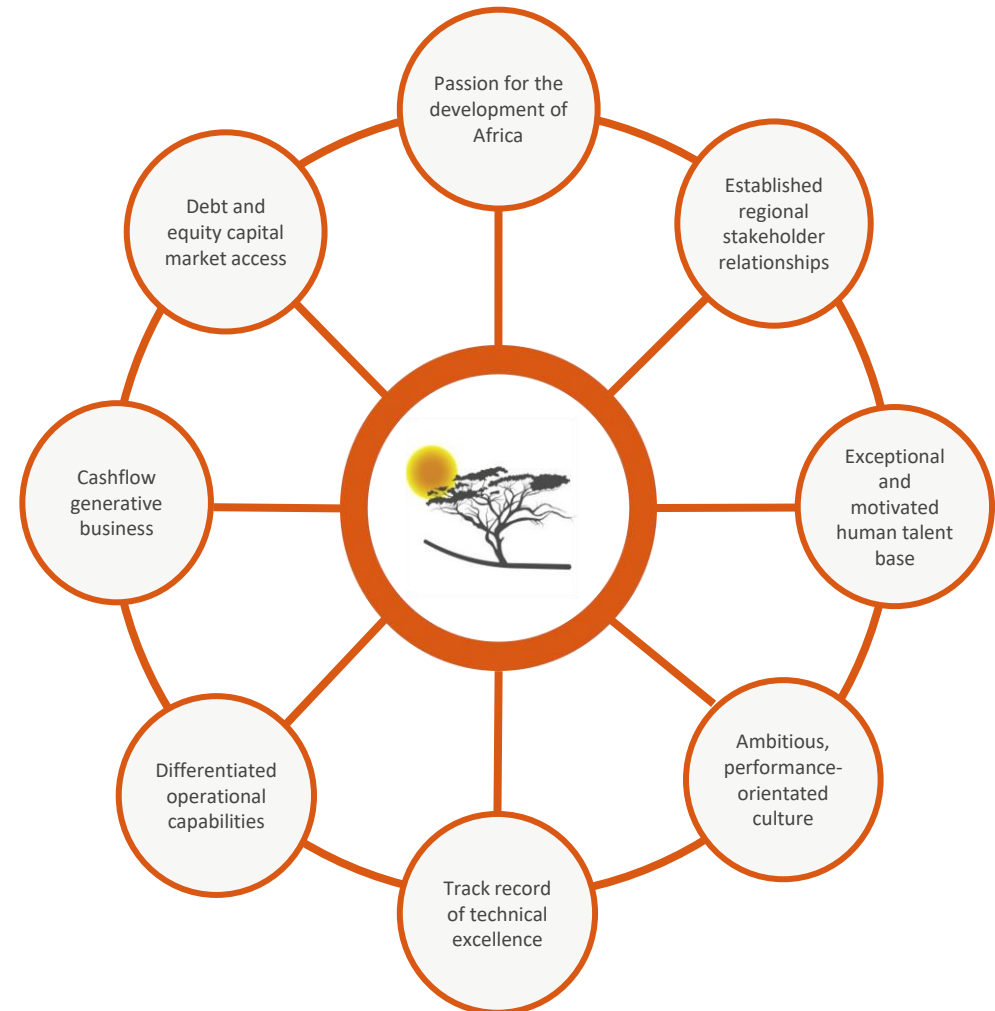 Passion for the
development of
Africa
Established
regional
stakeholder
relationships
Exceptional
and
motivated
human talent
base
Ambitious,
performance-
orientated
culture
Track record
of technical
excellence
Differentiated
operational
capabilities
Cashflow
generative
business
Debt and
equity capital
market access